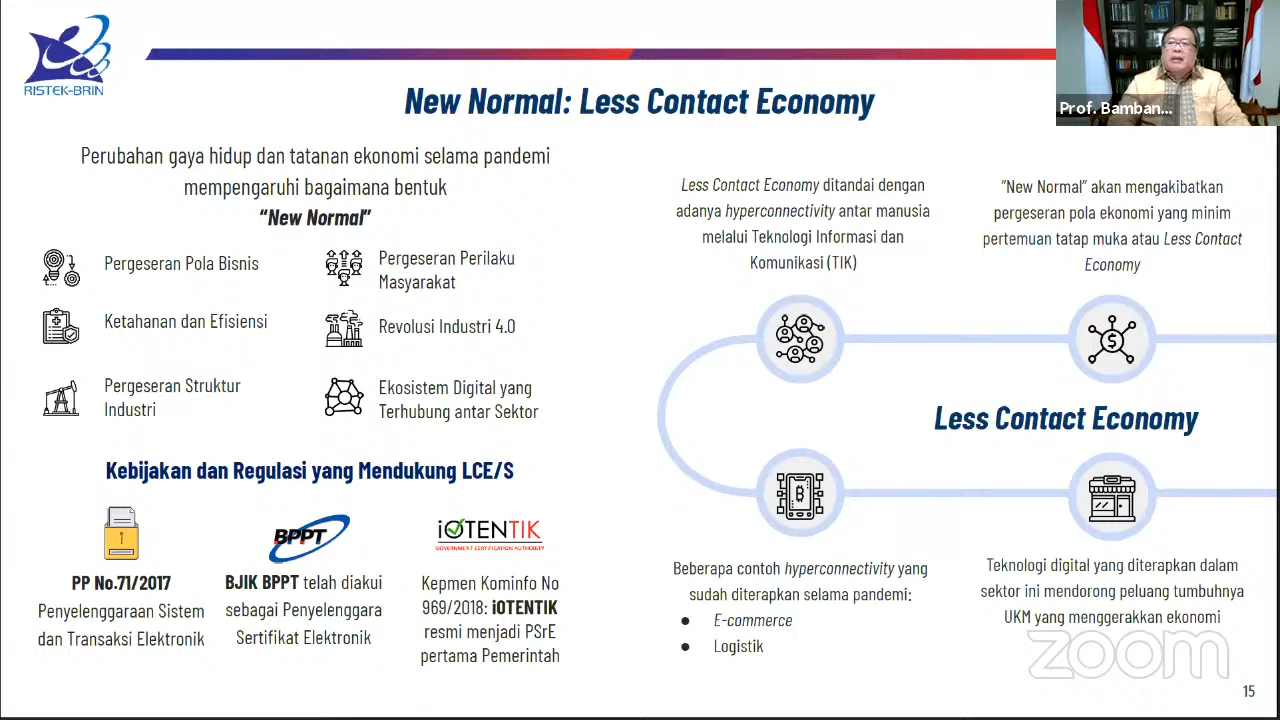 RISTEK-BRIN
Prof. Bamban...
New Normal: Less Contact Economy
Perubahan gaya hidup dan tatanan ekonomi selama pandemi
mempengaruhi bagaimana bentuk
“New Normal”
Pergeseran Pola Bisnis
Pergeseran Perilaku
Masyarakat
Ketahanan dan Efisiensi
Revolusi Industri 4.0
Pergeseran Struktur
Industri
Ekosistem Digital yang
Terhubung antar Sektor
Kebijakan dan Regulasi yang Mendukung LCE/S
BPPT
iOTENTIK
GOVERNMENT CERTIFICATION AUTHORITY
PP No.71/2017
Penyelenggaraan Sistem
dan Transaksi Elektronik
BJIK BPPT telah diakui
sebagai Penyelenggara
Sertifikat Elektronik
Kepmen Kominfo No
969/2018: iOTENTIK
resmi menjadi PSrE
pertama Pemerintah
Less Contact Economy ditandai dengan
adanya hyperconnectivity antar manusia
melalui Teknologi Informasi dan
Komunikasi (TIK)
”New Normal” akan mengakibatkan
pergeseran pola ekonomi yang minim
pertemuan tatap muka atau Less Contact
Economy
Less Contact Economy
Beberapa contoh hyperconnectivity yang
sudah diterapkan selama pandemi:
● E-commerce
● Logistik
Teknologi digital yang diterapkan dalam
sektor ini mendorong peluang tumbuhnya
UKM yang menggerakkan ekonomi
zoom
15